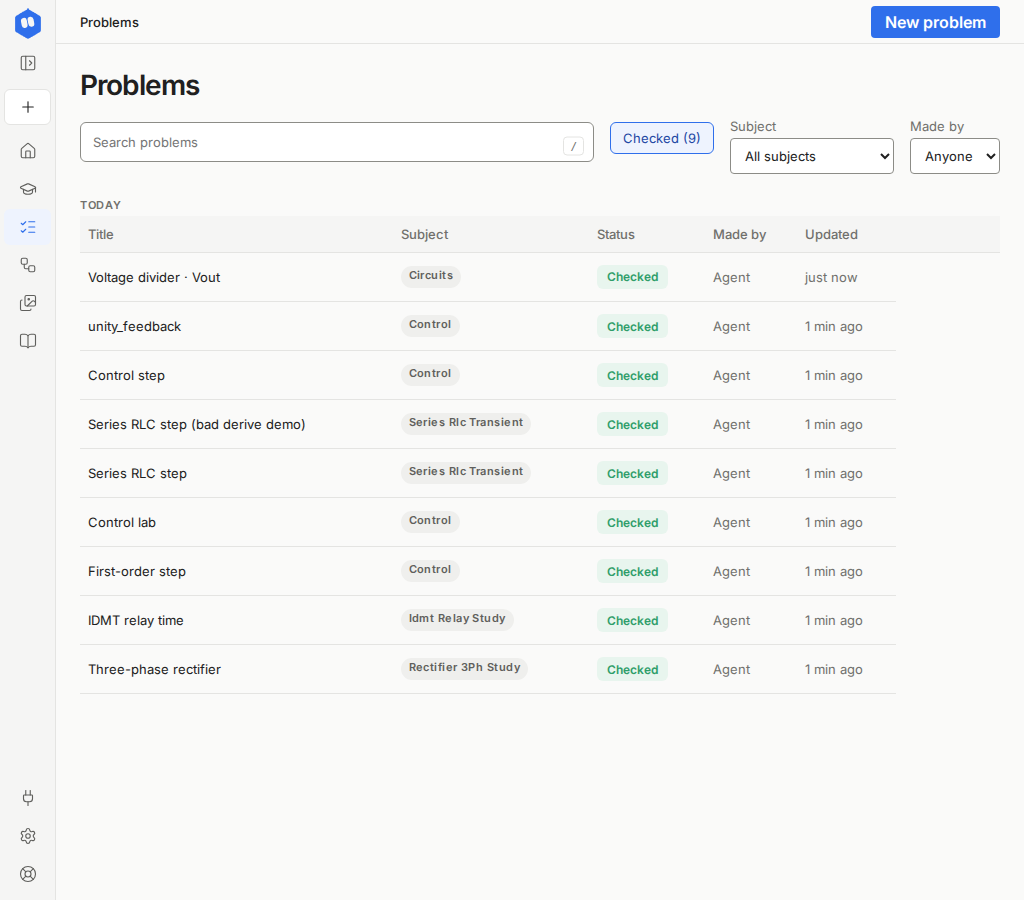 Problems
New problem
Problems
Search problems
/
Checked (9)
Subject
All subjects
Made by
Anyone
TODAY
Title Subject Status Made by Updated
Voltage divider · Vout Circuits Checked Agent just now
unity_feedback Control Checked Agent 1 min ago
Control step Control Checked Agent 1 min ago
Series RLC step (bad derive demo) Series Rlc Transient Checked Agent 1 min ago
Series RLC step Series Rlc Transient Checked Agent 1 min ago
Control lab Control Checked Agent 1 min ago
First-order step Control Checked Agent 1 min ago
IDMT relay time Idmt Relay Study Checked Agent 1 min ago
Three-phase rectifier Rectifier 3Ph Study Checked Agent 1 min ago